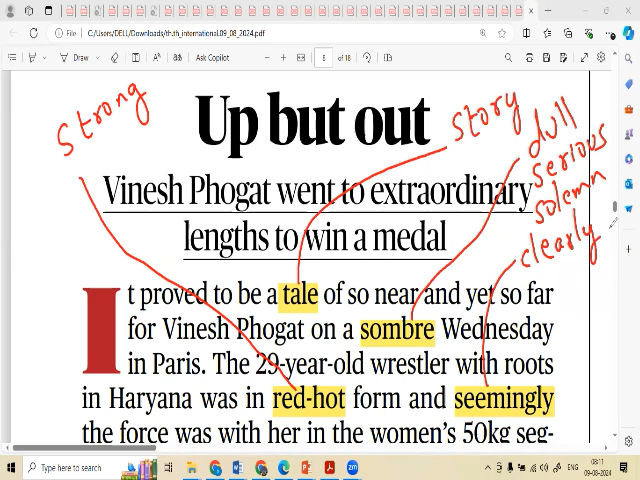 File
C:/Users/DELL/Downloads/th.th_international.09_08_2024.pdf
Draw
Ask Copilot
8 of 18
Up but out
Vinesh Phogat went to extraordinary
lengths to win a medal
It proved to be a tale of so near and yet so far
for Vinesh Phogat on a sombre Wednesday
in Paris. The 29-year-old wrestler with roots
in Haryana was in red-hot form and seemingly
the force was with her in the women's 50kg seg-
strong
story
dull
serious
solemn
clearly
Type here to search
ENG
08:11
09-08-2024